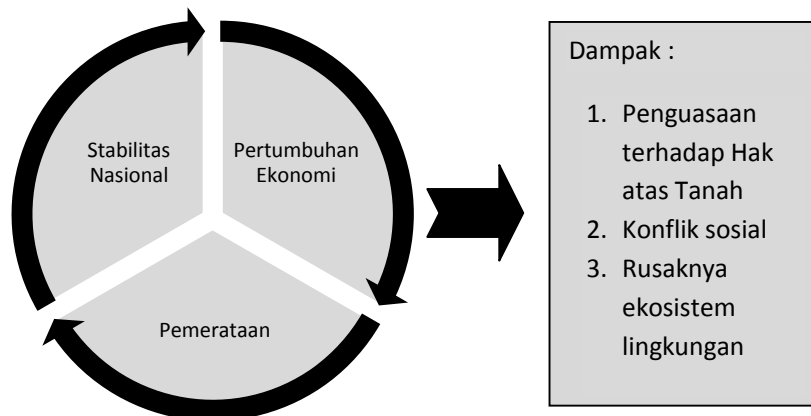 Stabilitas
Nasional
Pertumbuhan
Ekonomi
Pemerataan
Dampak :
1. Penguasaan
terhadap Hak
atas Tanah
2. Konflik sosial
3. Rusaknya
ekosistem
lingkungan